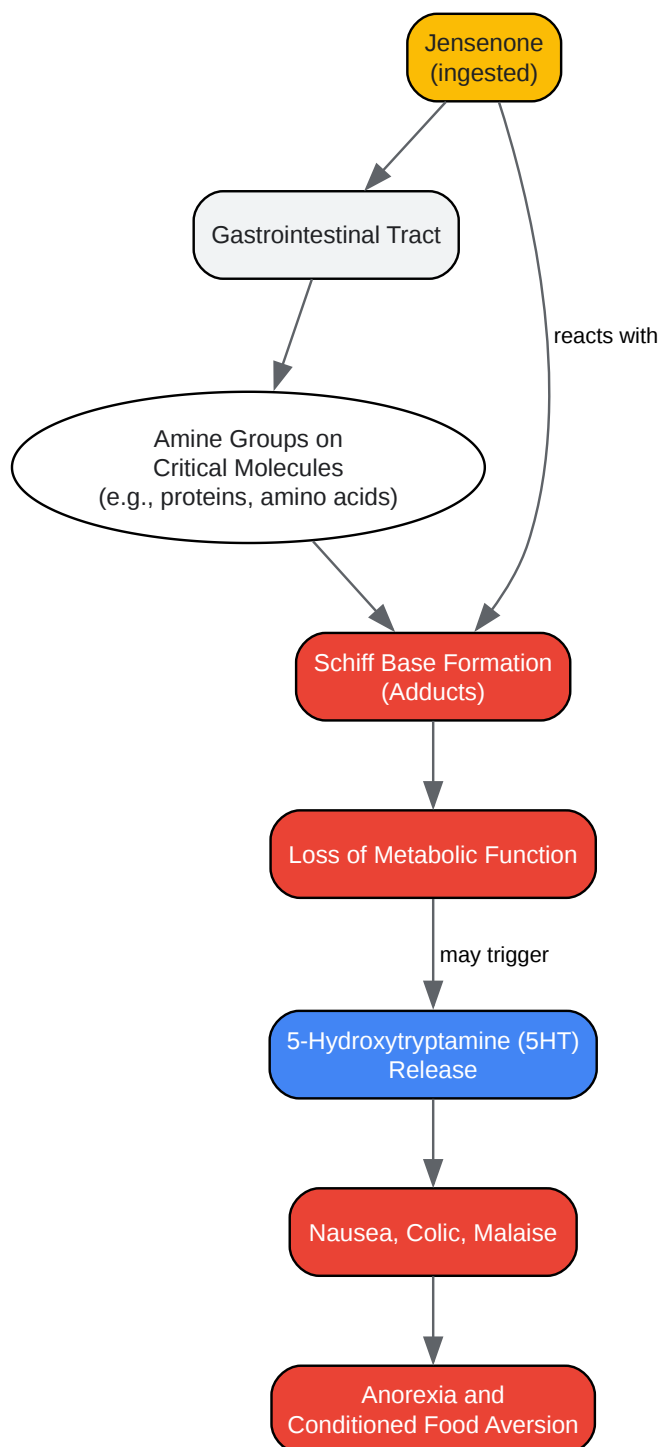 Jensenone
(ingested)
Gastrointestinal Tract
reacts with
Amine Groups on
Critical Molecules
(e.g., proteins, amino acids)
Schiff Base Formation
(Adducts)
Loss of Metabolic Function
may trigger
5-Hydroxytryptamine (5HT)
Release
Nausea, Colic, Malaise
Anorexia and
Conditioned Food Aversion